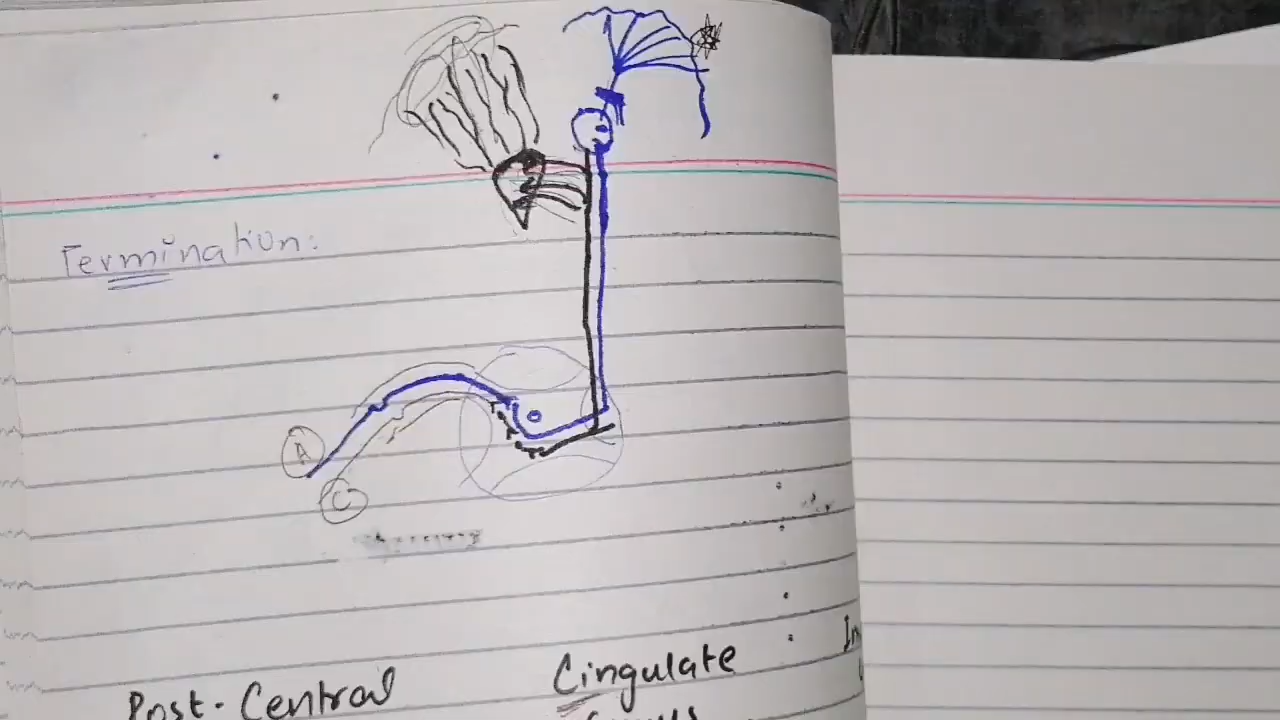 Termination:
A
C
Post-Central
Cingulate